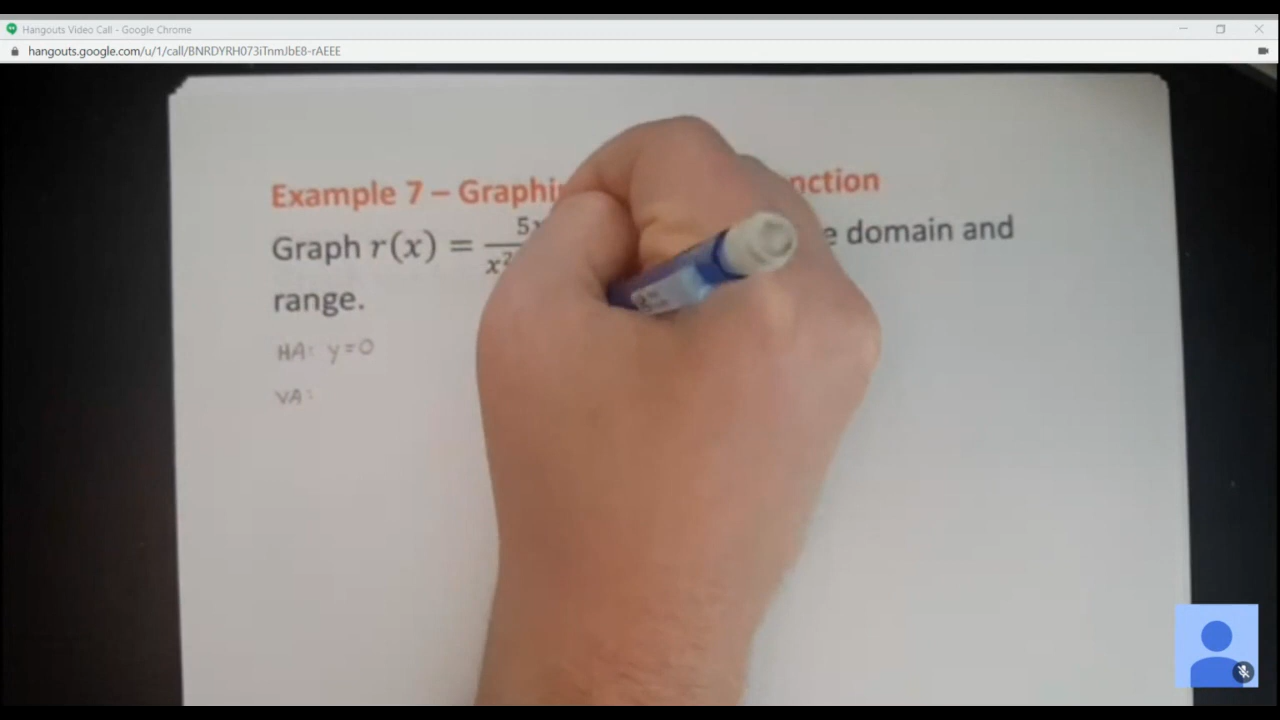 Hangouts Video Call - Google Chrome
hangouts.google.com/u/1/call/BNRDYRH073iTnmJbE8-rAEEE
Example 7 – Graphi nction
Graph r(x) = 5x/x² e domain and
range.
HA: y=0
VA: